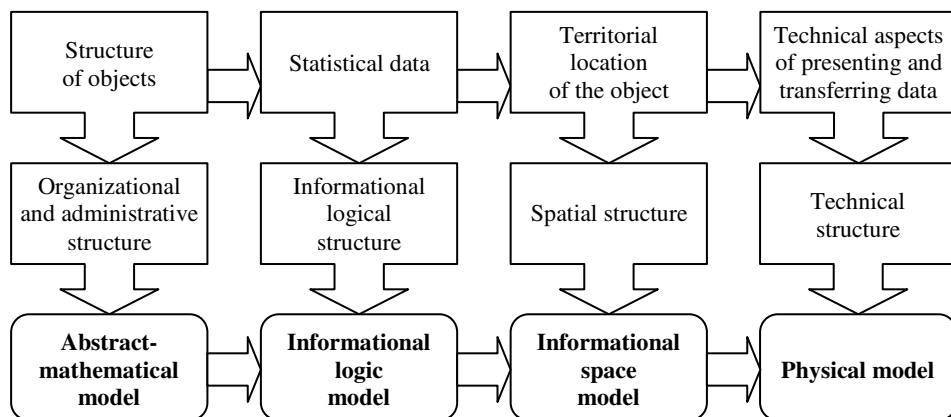 Structure
of objects
Statistical data
Territorial
location
of the object
Technical aspects
of presenting and
transferring data
Organizational
and administrative
structure
Informational
logical
structure
Spatial structure
Technical
structure
Abstract-
mathematical
model
Informational
logic
model
Informational
space
model
Physical model